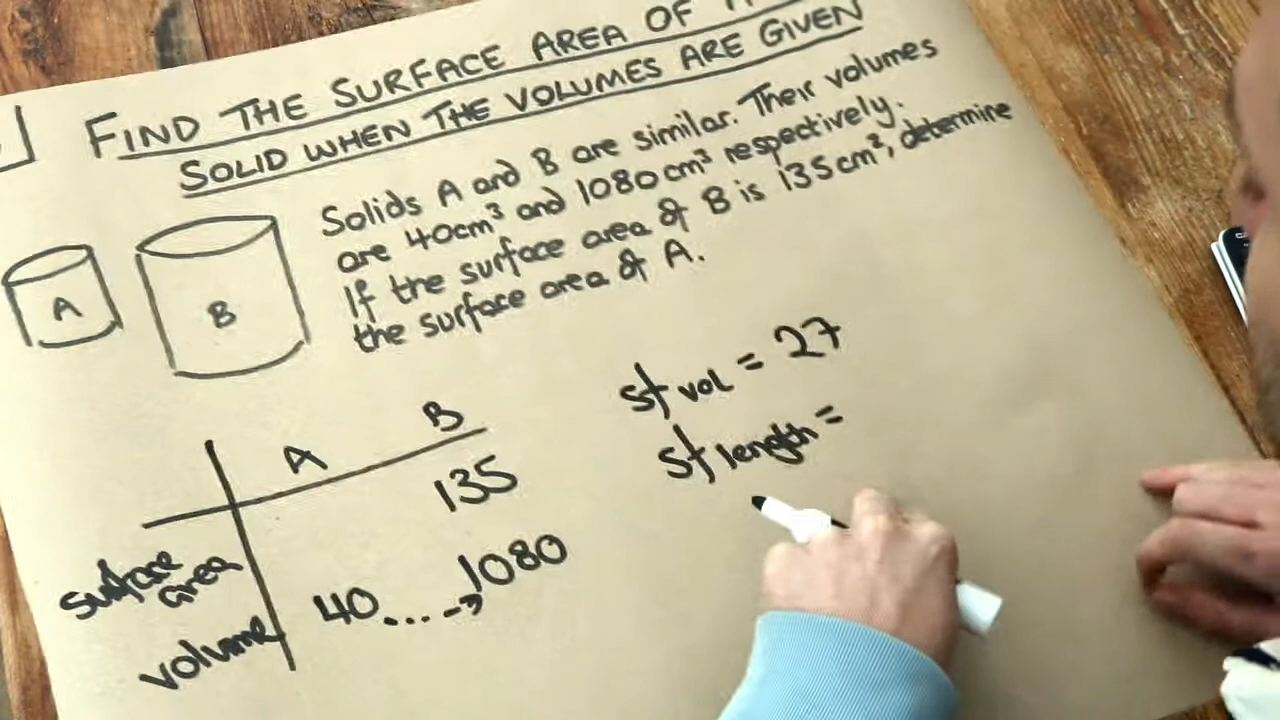 FIND THE SURFACE AREA OF
SOLID WHEN THE VOLUMES ARE GIVEN
Solids A and B are similar. Their volumes
are 40cm³ and 1080cm³ respectively.
If the surface area of B is 135cm², determine
the surface area of A.
A
B
sf vol = 27
sf length =
A B
surface area 135
volume 40....→1080